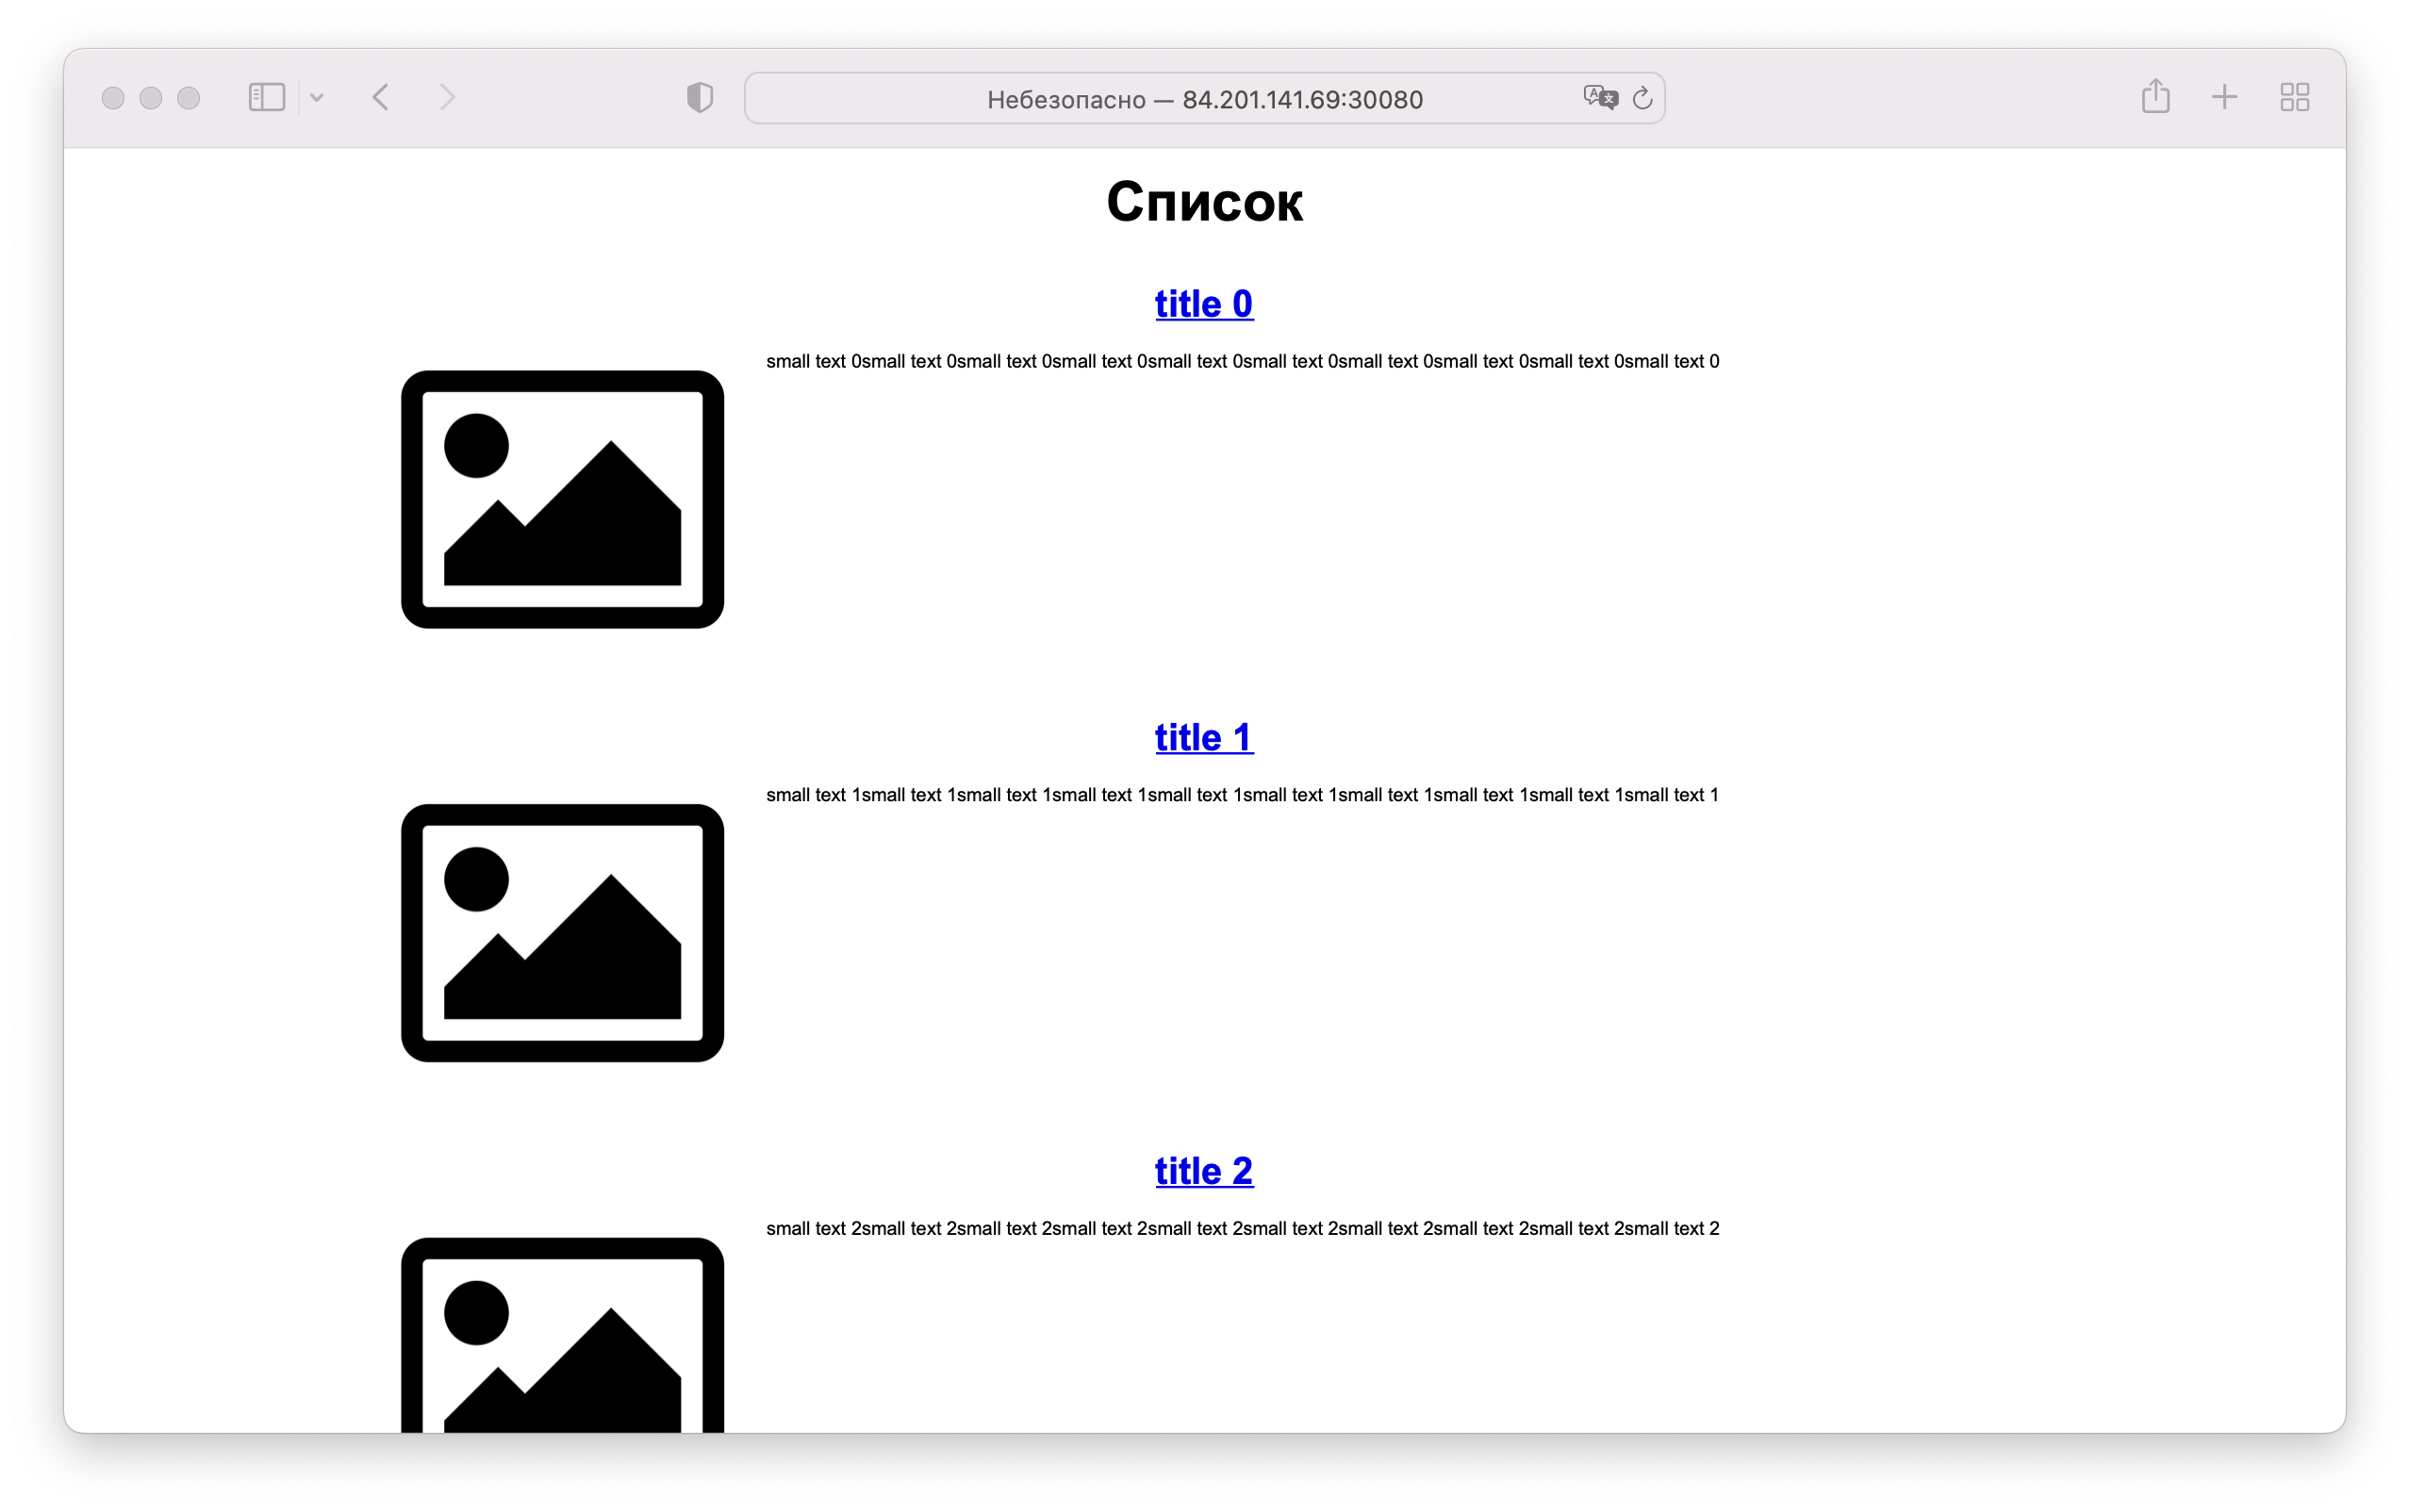 Небезопасно — 84.201.141.69:30080
Список
title 0
small text 0small text 0small text 0small text 0small text 0small text 0small text 0small text 0small text 0small text 0
title 1
small text 1small text 1small text 1small text 1small text 1small text 1small text 1small text 1small text 1small text 1
title 2
small text 2small text 2small text 2small text 2small text 2small text 2small text 2small text 2small text 2small text 2